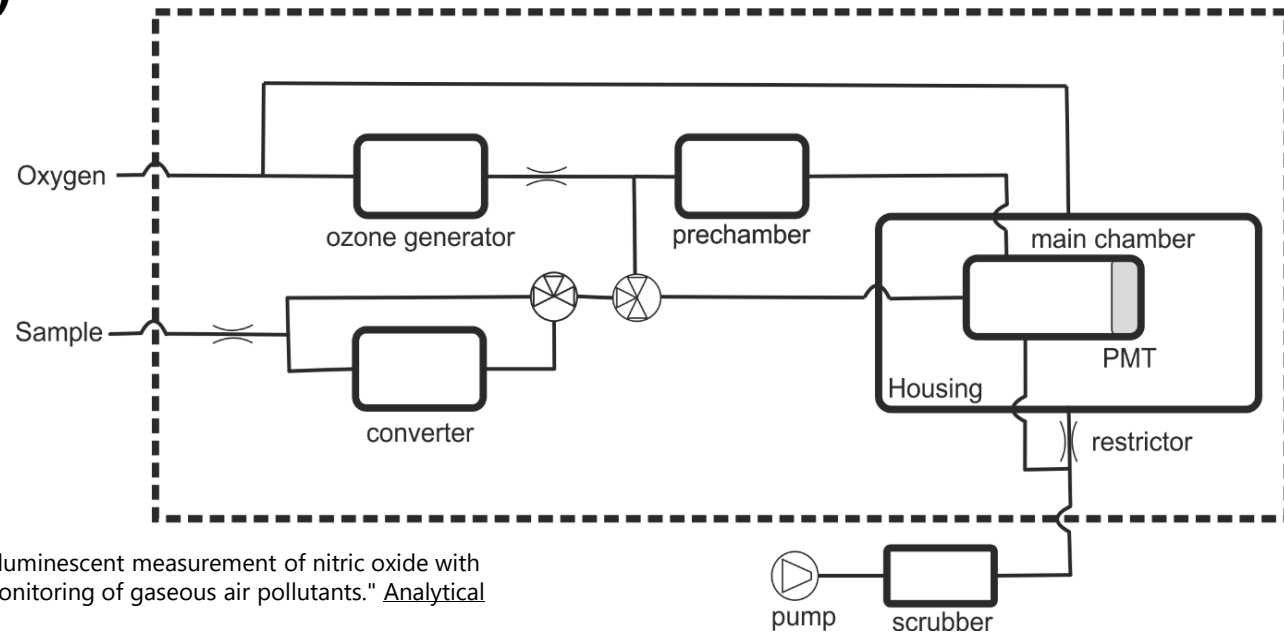 )
Oxygen
ozone generator
prechamber
main chamber
Sample
PMT
Housing
converter
restrictor
luminescent measurement of nitric oxide with
onitoring of gaseous air pollutants." Analytical
pump
scrubber